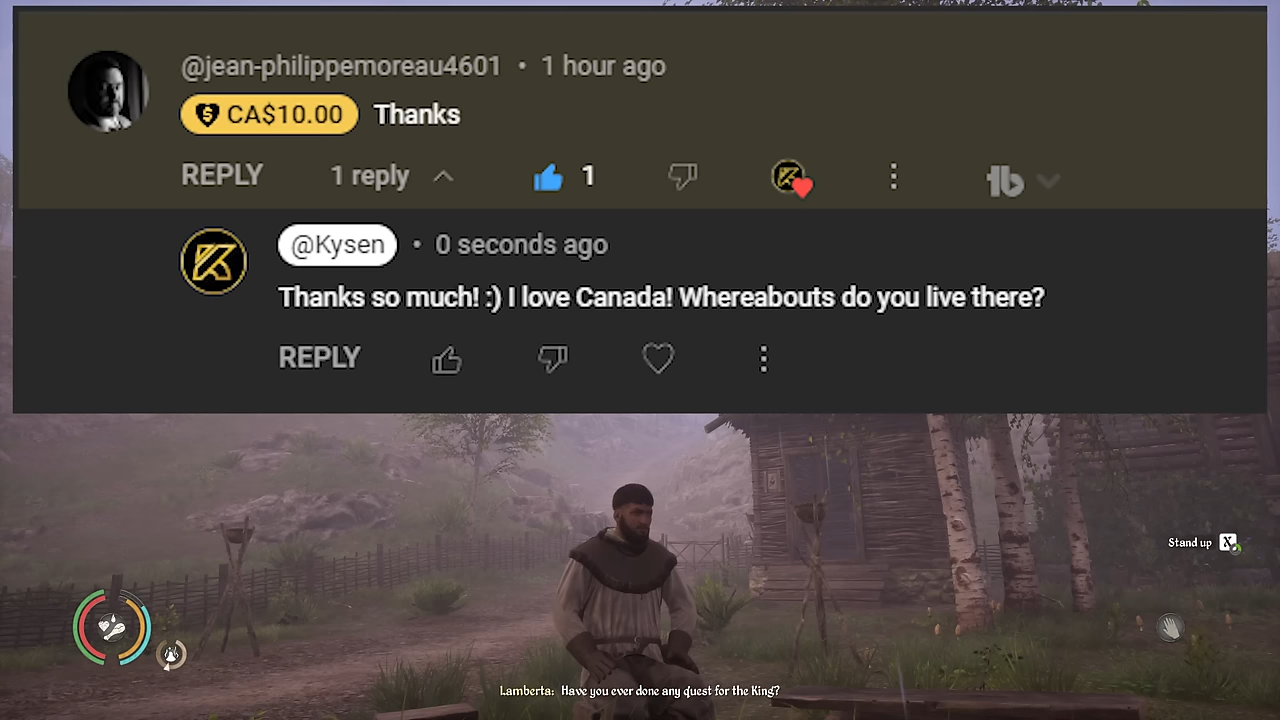 @jean-philippemoreau4601 • 1 hour ago
CA$10.00 Thanks
REPLY 1 reply 1
@Kysen • 0 seconds ago
Thanks so much! :) I love Canada! Whereabouts do you live there?
REPLY
Stand up X
Lamberta: Have you ever done any quest for the King?